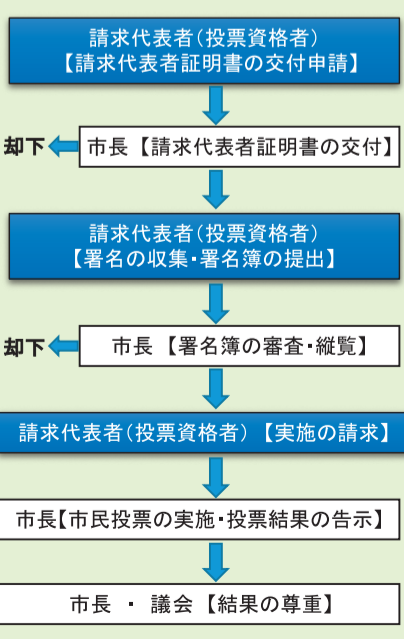 請求代表者（投票資格者）
【請求代表者証明書の交付申請】
却下
市長【請求代表者証明書の交付】
請求代表者（投票資格者）
【署名の収集・署名簿の提出】
却下
市長【署名簿の審査・縦覧】
請求代表者（投票資格者）【実施の請求】
市長【市民投票の実施・投票結果の告示】
市長 ・ 議会【結果の尊重】